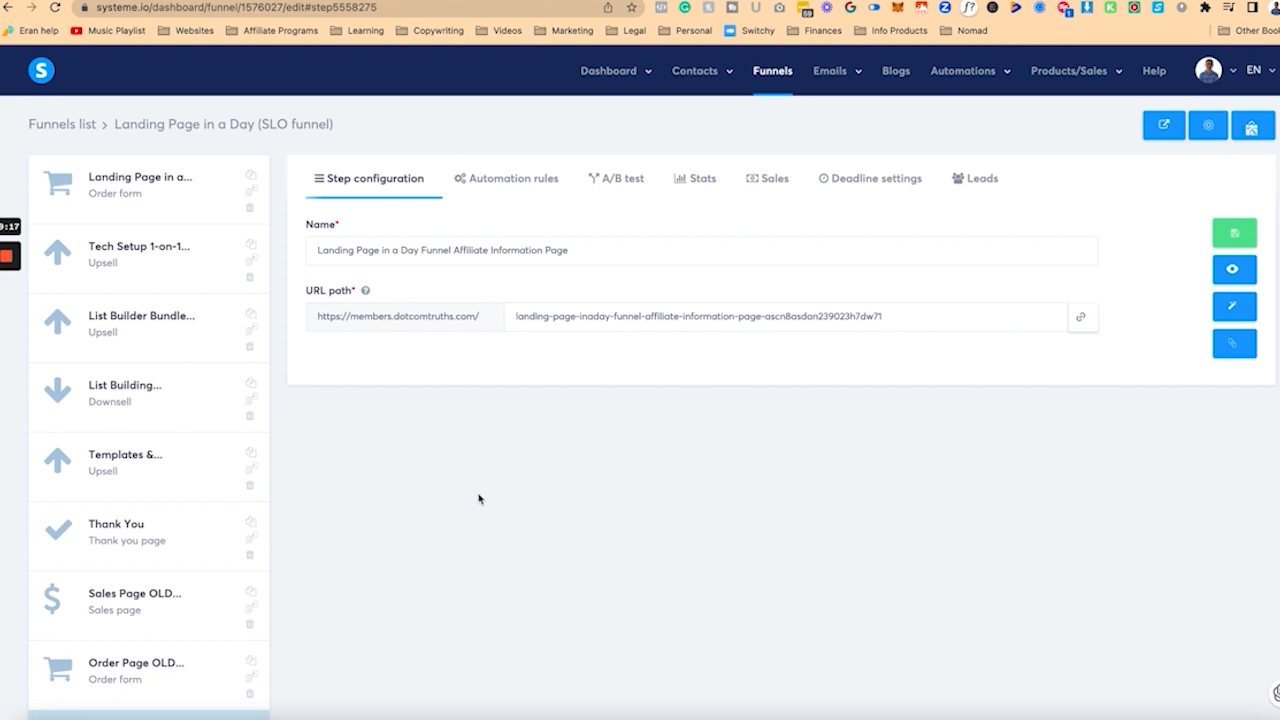 systeme.io/dashboard/funnel/1576027/edit#step5558275
Eran help Music Playlist Websites Affiliate Programs Learning Copywriting Videos Marketing Legal Personal Switchy Finances Info Products Nomad Other Boo
S Dashboard Contacts Funnels Emails Blogs Automations Products/Sales Help EN
Funnels list > Landing Page in a Day (SLO funnel)
Landing Page in a...
Order form
Tech Setup 1-on-1...
Upsell
List Builder Bundle...
Upsell
List Building...
Downsell
Templates &...
Upsell
Thank You
Thank you page
Sales Page OLD...
Sales page
Order Page OLD...
Order form
9:17
Step configuration Automation rules A/B test Stats Sales Deadline settings Leads
Name*
Landing Page in a Day Funnel Affiliate Information Page
URL path*
https://members.dotcomtruths.com/ landing-page-inaday-funnel-affiliate-information-page-ascn8asdan239023h7dw71